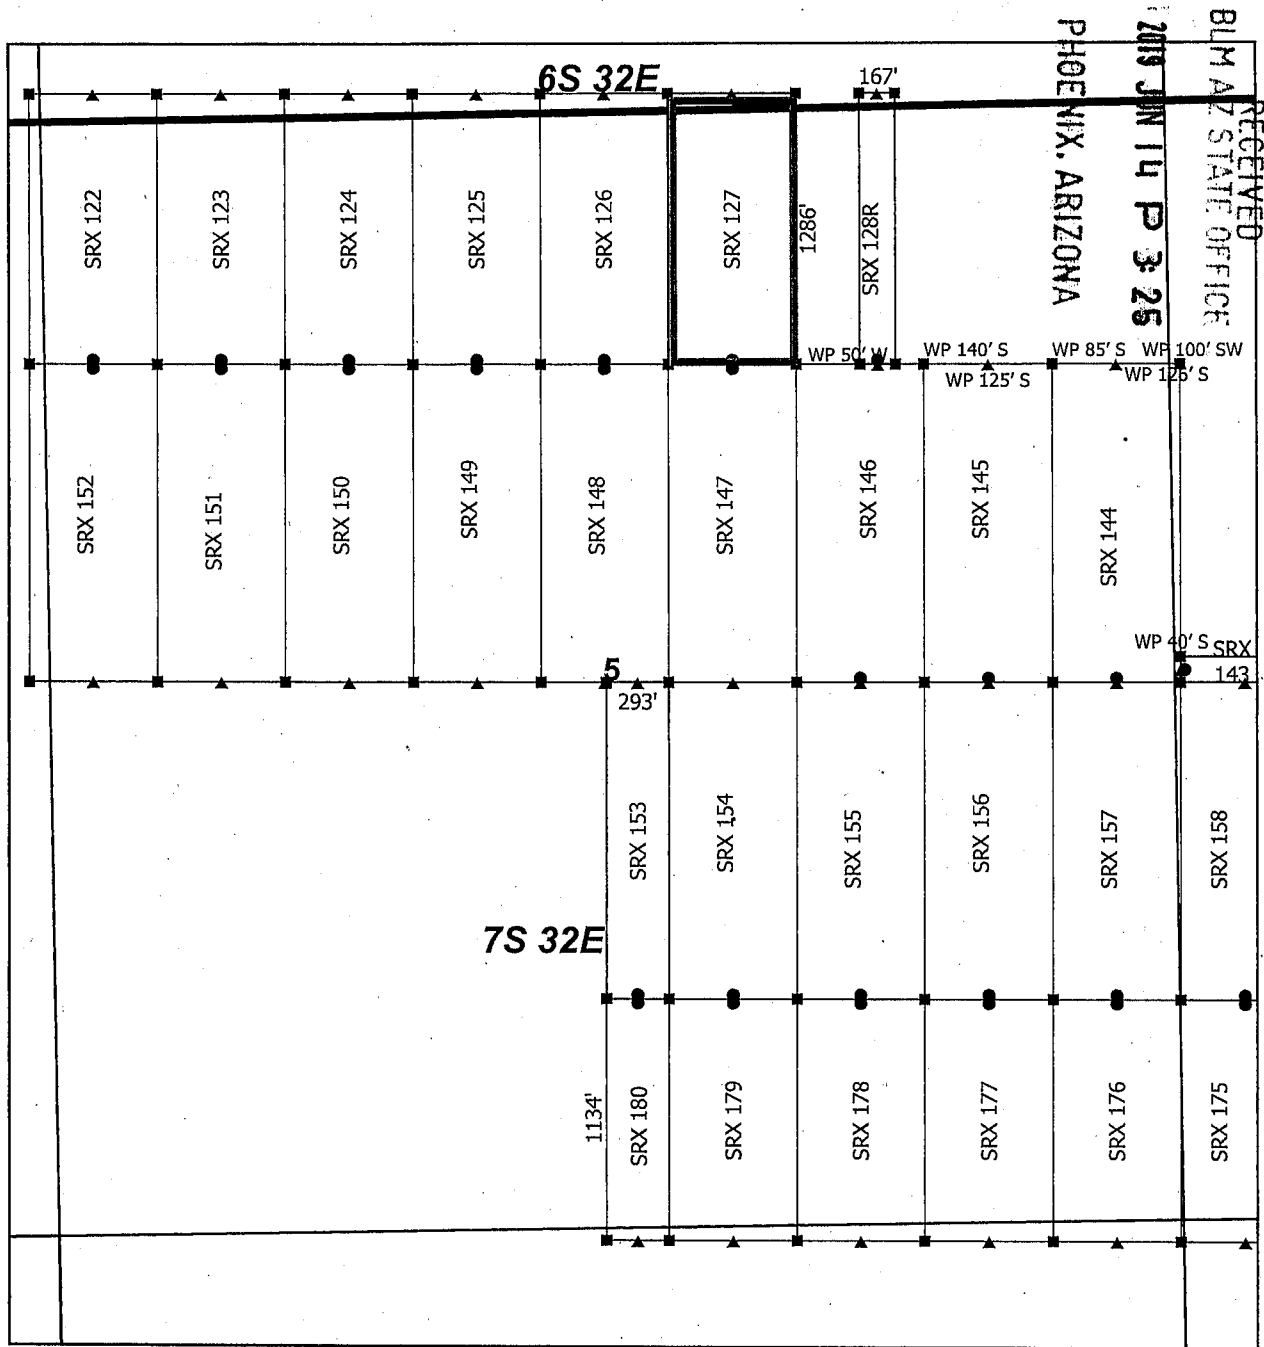 RECEIVED
BLM AZ STATE OFFICE
2019 JUN 14 P 3:25
PHOENIX, ARIZONA
6S 32E
167'
SRX 122
SRX 123
SRX 124
SRX 125
SRX 126
SRX 127
1286'
SRX 128R
WP 50' W
WP 140' S
WP 85' S
WP 100' SW
WP 125' S
WP 125' S
SRX 152
SRX 151
SRX 150
SRX 149
SRX 148
SRX 147
SRX 146
SRX 145
SRX 144
WP 40' S
SRX
143
5
293'
SRX 153
SRX 154
SRX 155
SRX 156
SRX 157
SRX 158
7S 32E
1134'
SRX 180
SRX 179
SRX 178
SRX 177
SRX 176
SRX 175